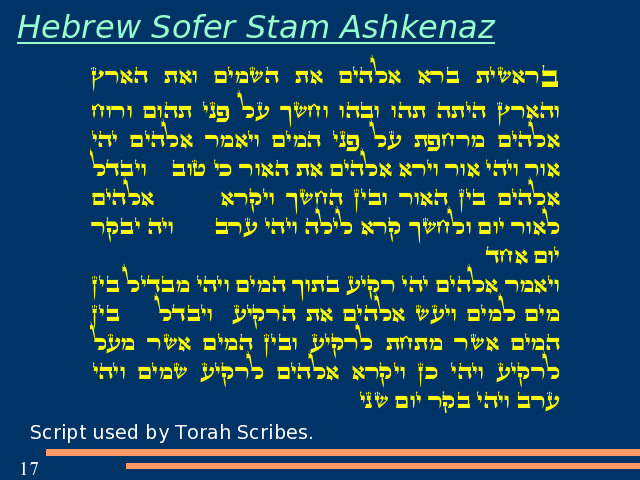 Hebrew Sofer Stam Ashkenaz
בראשית ברא אלהים את השמים ואת הארץ
והארץ היתה תהו ובהו וחשך על פני תהום ורוח
אלהים מרחפת על פני המים ויאמר אלהים יהי
אור ויהי אור וירא אלהים את האור כי טוב ויבדל
אלהים בין האור ובין החשך ויקרא אלהים
לאור יום ולחשך קרא לילה ויהי ערב ויה יבקר
יום אחד
ויאמר אלהים יהי רקיע בתוך המים ויהי מבדיל בין
מים למים ויעש אלהים את הרקיע ויבדל בין
המים אשר מתחת לרקיע ובין המים אשר מעל
לרקיע ויהי כן ויקרא אלהים לרקיע שמים ויהי
ערב ויהי בקר יום שני
Script used by Torah Scribes.
17